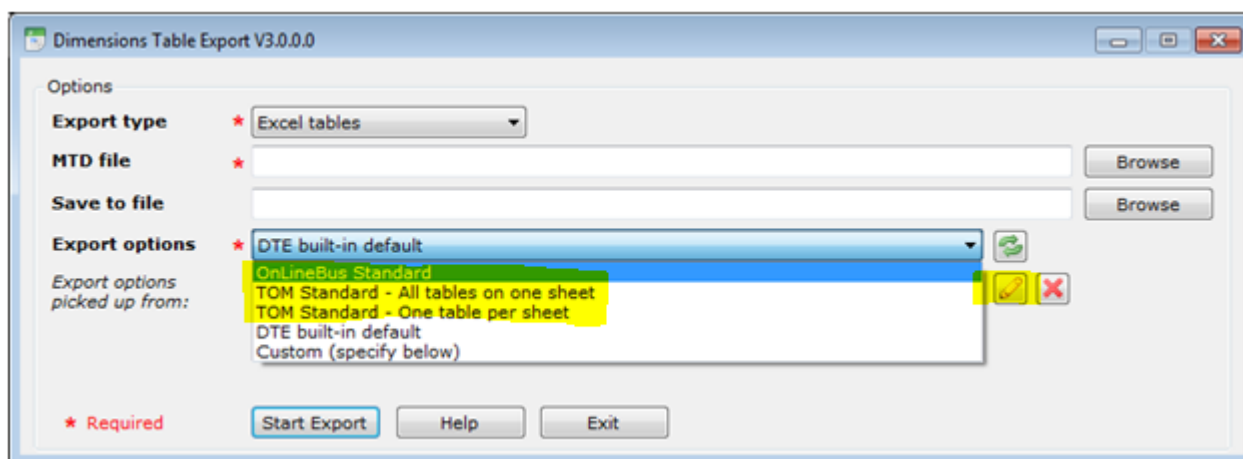 Dimensions Table Export V3.0.0.0
Options
Export type * Excel tables
MTD file * Browse
Save to file Browse
Export options * DTE built-in default
OnLineBus Standard
Export options
picked up from:
TOM Standard - All tables on one sheet
TOM Standard - One table per sheet
DTE built-in default
Custom (specify below)
* Required Start Export Help Exit